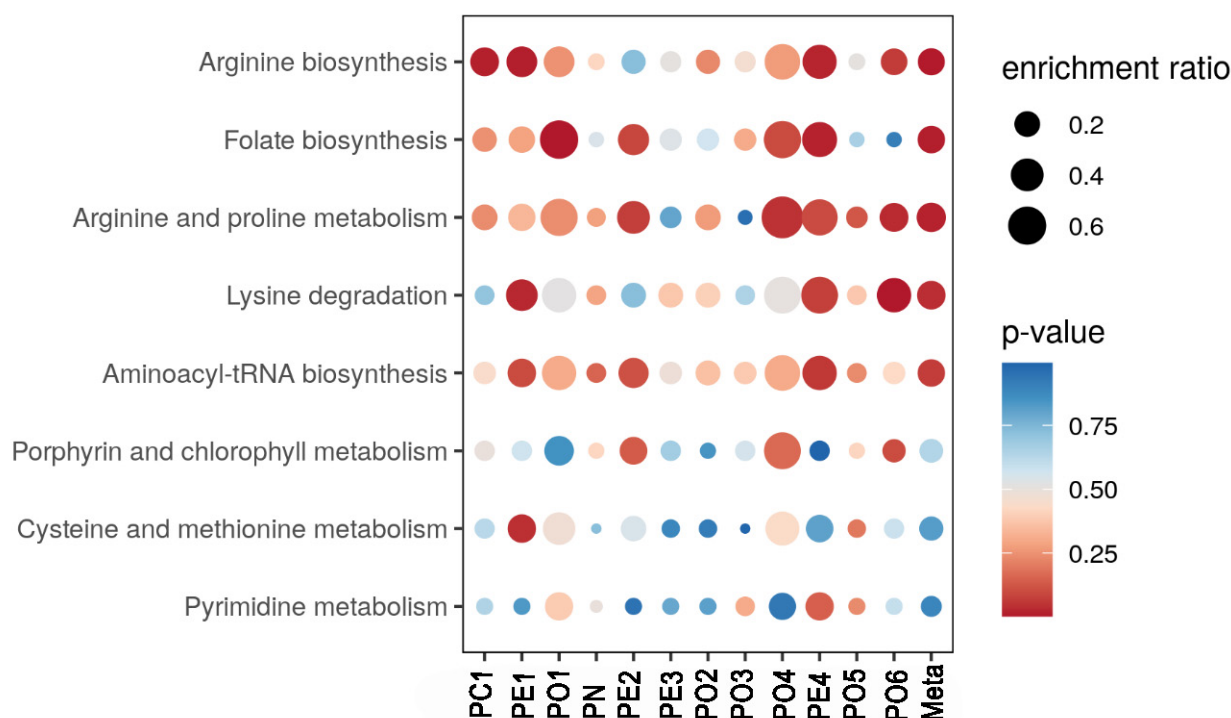 Arginine biosynthesis
Folate biosynthesis
Arginine and proline metabolism
Lysine degradation
Aminoacyl-tRNA biosynthesis
Porphyrin and chlorophyll metabolism
Cysteine and methionine metabolism
Pyrimidine metabolism
PC1 PE1 PO1 PN PE2 PE3 PO2 PO3 PO4 PE4 PO5 PO6 Meta
enrichment ratio
0.2
0.4
0.6
p-value
0.75
0.50
0.25